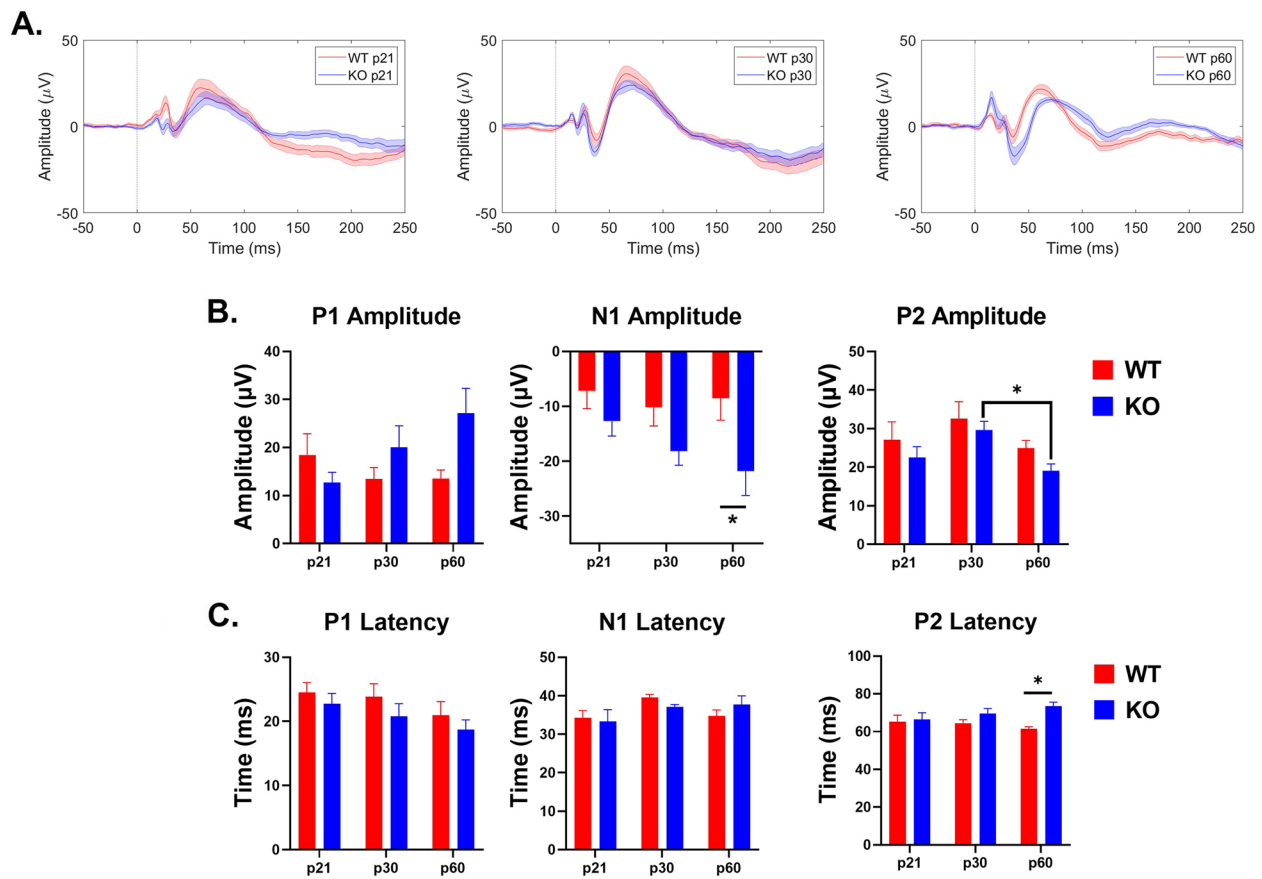 A.
50
0
-50
Amplitude (µV)
WT p21
KO p21
-50 0 50 100 150 200 250
Time (ms)
50
0
-50
Amplitude (µV)
WT p30
KO p30
-50 0 50 100 150 200 250
Time (ms)
50
0
-50
Amplitude (µV)
WT p60
KO p60
-50 0 50 100 150 200 250
Time (ms)
B.
P1 Amplitude
Amplitude (µV)
40
30
20
10
0
p21 p30 p60
N1 Amplitude
Amplitude (µV)
0
-10
-20
-30
*
p21 p30 p60
P2 Amplitude
Amplitude (µV)
50
40
30
20
10
0
*
p21 p30 p60
WT
KO
C.
P1 Latency
Time (ms)
30
20
10
0
p21 p30 p60
N1 Latency
Time (ms)
50
40
30
20
10
0
p21 p30 p60
P2 Latency
Time (ms)
100
80
60
40
20
0
*
p21 p30 p60
WT
KO